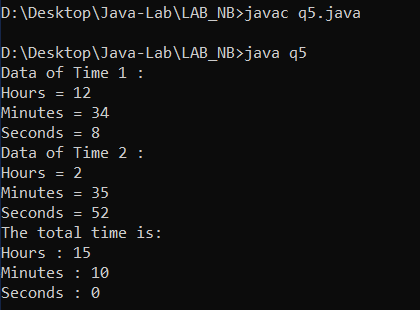 D:\Desktop\Java-Lab\LAB_NB>javac q5.java
D:\Desktop\Java-Lab\LAB_NB>java q5
Data of Time 1 :
Hours = 12
Minutes = 34
Seconds = 8
Data of Time 2 :
Hours = 2
Minutes = 35
Seconds = 52
The total time is:
Hours : 15
Minutes : 10
Seconds : 0